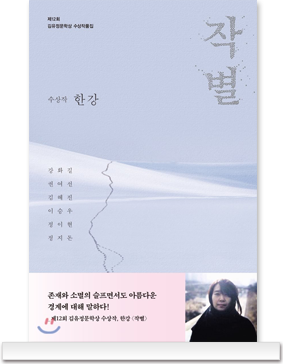 제12회
김유정문학상 수상작품집
작별
수상작 한강
강화길
권여선
김혜진
이승우
정이현
정지돈
존재와 소멸의 슬프면서도 아름다운
경계에 대해 말하다!
제12회 김유정문학상 수상작, 한강 〈작별〉